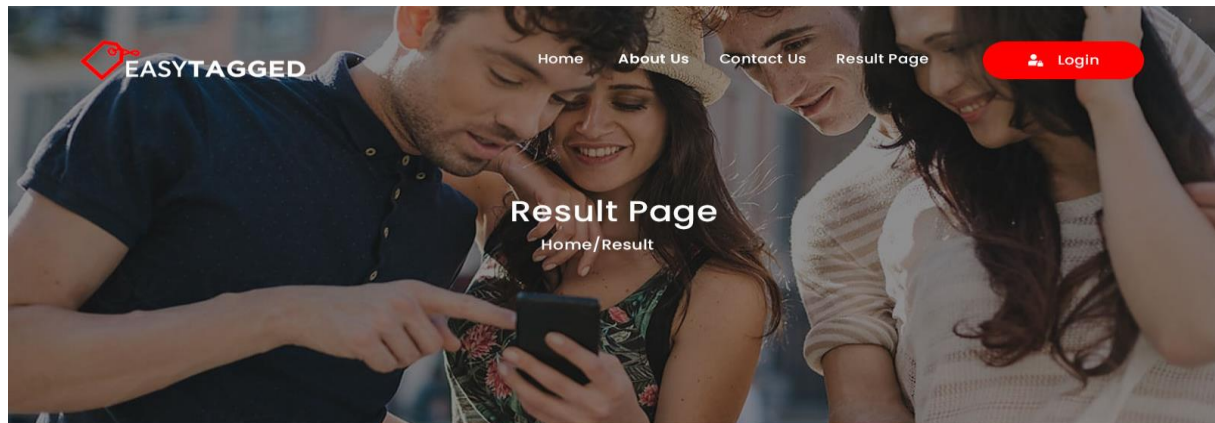 EASYTAGGED
Home
About Us
Contact Us
Result Page
Login
Result Page
Home/Result